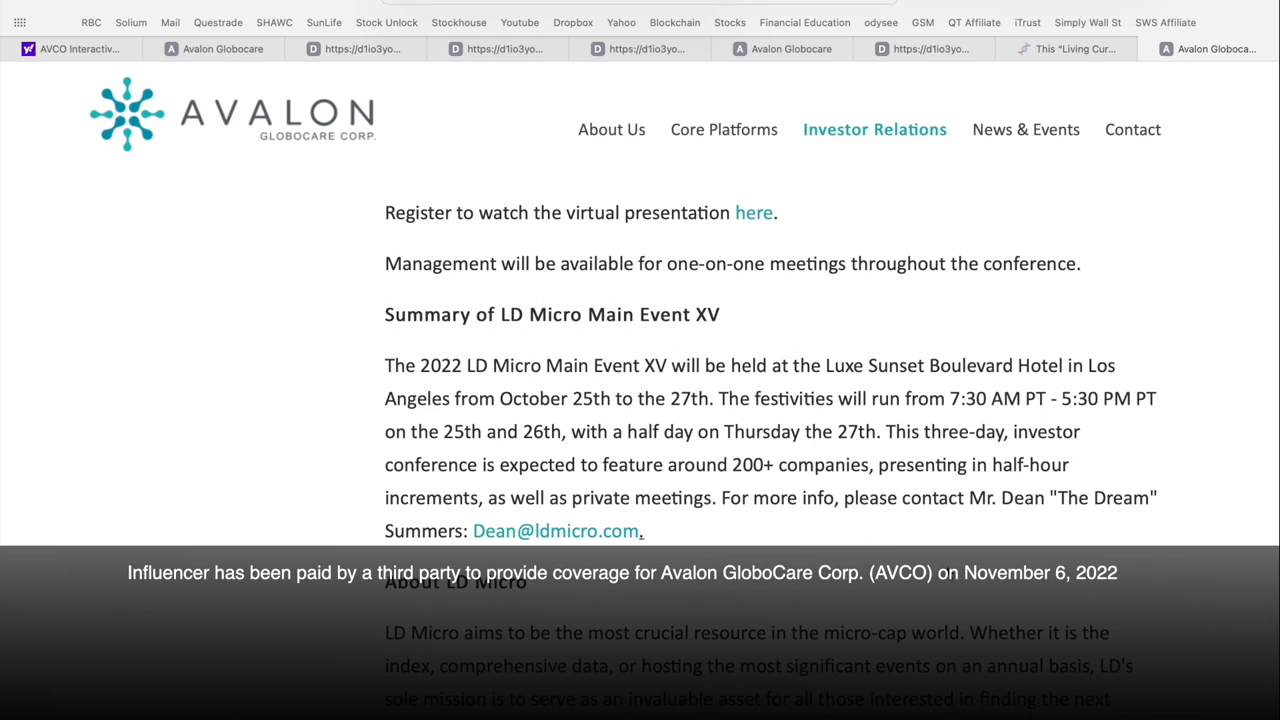 RBC Solium Mail Questrade SHAWC SunLife Stock Unlock Stockhouse Youtube Dropbox Yahoo Blockchain Stocks Financial Education odysee GSM QT Affiliate iTrust Simply Wall St SWS Affiliate
AVCO Interactiv... Avalon Globocare https://d1io3yo... https://d1io3yo... https://d1io3yo... Avalon Globocare https://d1io3yo... This “Living Cur... Avalon Globoca...
AVALON
GLOBOCARE CORP.
About Us Core Platforms Investor Relations News & Events Contact
Register to watch the virtual presentation here.
Management will be available for one-on-one meetings throughout the conference.
Summary of LD Micro Main Event XV
The 2022 LD Micro Main Event XV will be held at the Luxe Sunset Boulevard Hotel in Los
Angeles from October 25th to the 27th. The festivities will run from 7:30 AM PT - 5:30 PM PT
on the 25th and 26th, with a half day on Thursday the 27th. This three-day, investor
conference is expected to feature around 200+ companies, presenting in half-hour
increments, as well as private meetings. For more info, please contact Mr. Dean "The Dream"
Summers: Dean@ldmicro.com.
Influencer has been paid by a third party to provide coverage for Avalon GloboCare Corp. (AVCO) on November 6, 2022
About LD Micro
LD Micro aims to be the most crucial resource in the micro-cap world. Whether it is the
index, comprehensive data, or hosting the most significant events on an annual basis, LD's
sole mission is to serve as an invaluable asset for all those interested in finding the next